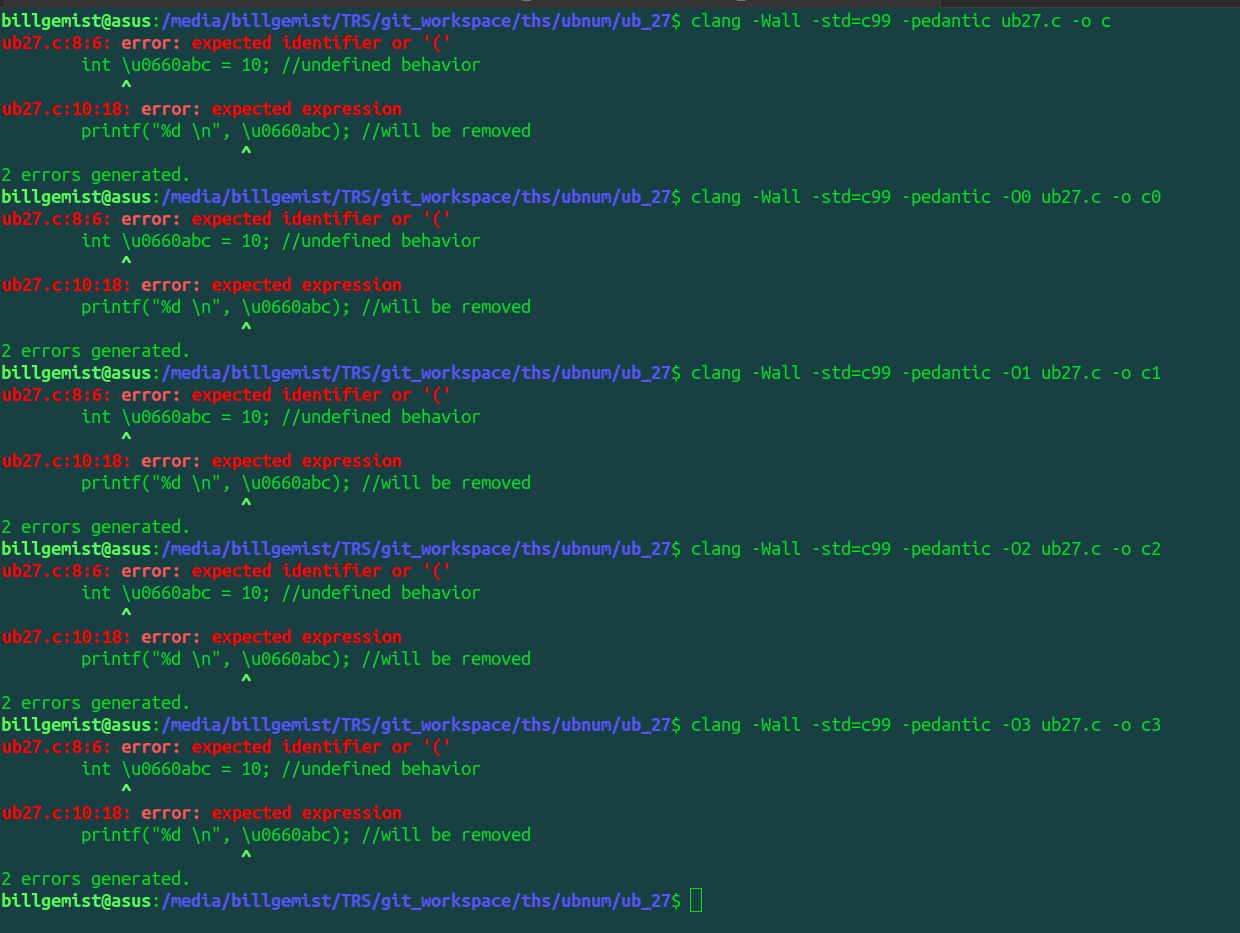 billgemist@asus:/media/billgemist/TRS/git_workspace/ths/ubnum/ub_27$ clang -Wall -std=c99 -pedantic ub27.c -o c
ub27.c:8:6: error: expected identifier or '('
        int \u0660abc = 10; //undefined behavior
            ^
ub27.c:10:18: error: expected expression
        printf("%d \n", \u0660abc); //will be removed
                        ^
2 errors generated.
billgemist@asus:/media/billgemist/TRS/git_workspace/ths/ubnum/ub_27$ clang -Wall -std=c99 -pedantic -O0 ub27.c -o c0
ub27.c:8:6: error: expected identifier or '('
        int \u0660abc = 10; //undefined behavior
            ^
ub27.c:10:18: error: expected expression
        printf("%d \n", \u0660abc); //will be removed
                        ^
2 errors generated.
billgemist@asus:/media/billgemist/TRS/git_workspace/ths/ubnum/ub_27$ clang -Wall -std=c99 -pedantic -O1 ub27.c -o c1
ub27.c:8:6: error: expected identifier or '('
        int \u0660abc = 10; //undefined behavior
            ^
ub27.c:10:18: error: expected expression
        printf("%d \n", \u0660abc); //will be removed
                        ^
2 errors generated.
billgemist@asus:/media/billgemist/TRS/git_workspace/ths/ubnum/ub_27$ clang -Wall -std=c99 -pedantic -O2 ub27.c -o c2
ub27.c:8:6: error: expected identifier or '('
        int \u0660abc = 10; //undefined behavior
            ^
ub27.c:10:18: error: expected expression
        printf("%d \n", \u0660abc); //will be removed
                        ^
2 errors generated.
billgemist@asus:/media/billgemist/TRS/git_workspace/ths/ubnum/ub_27$ clang -Wall -std=c99 -pedantic -O3 ub27.c -o c3
ub27.c:8:6: error: expected identifier or '('
        int \u0660abc = 10; //undefined behavior
            ^
ub27.c:10:18: error: expected expression
        printf("%d \n", \u0660abc); //will be removed
                        ^
2 errors generated.
billgemist@asus:/media/billgemist/TRS/git_workspace/ths/ubnum/ub_27$